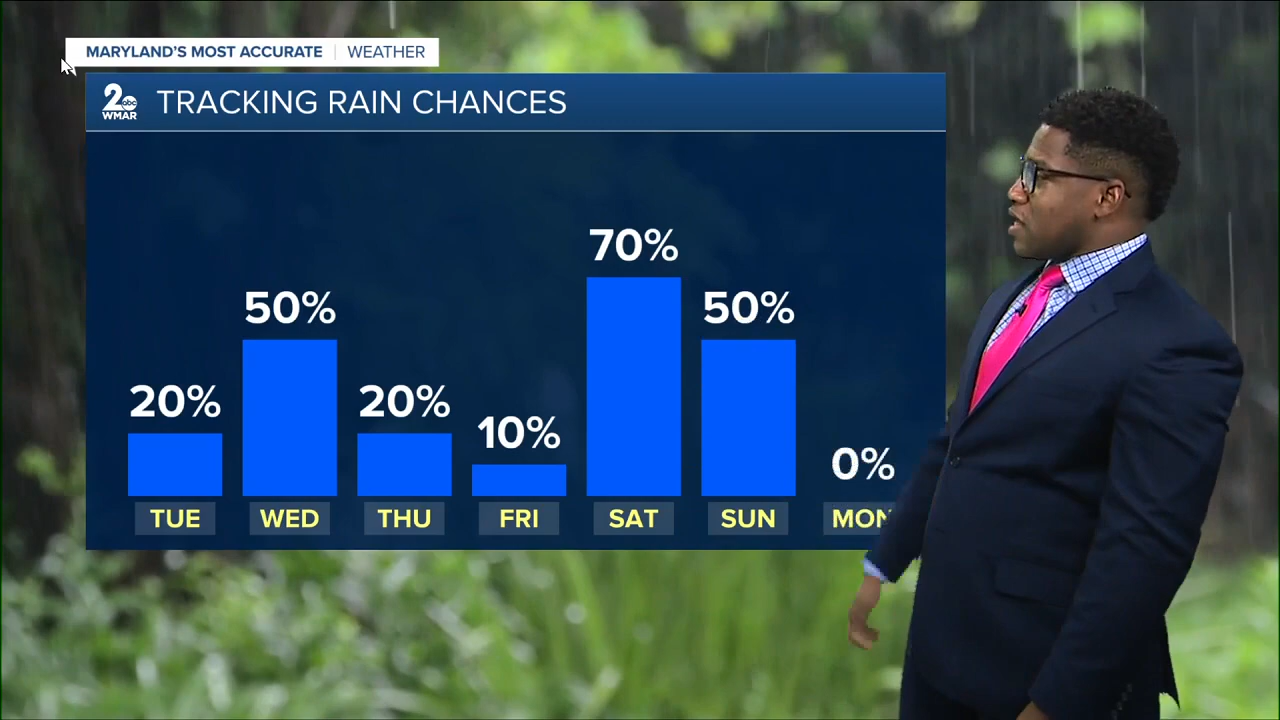 MARYLAND'S MOST ACCURATE | WEATHER
2 abc
WMAR
TRACKING RAIN CHANCES
70%
50%
50%
20%
20%
10%
0%
TUE WED THU FRI SAT SUN MON